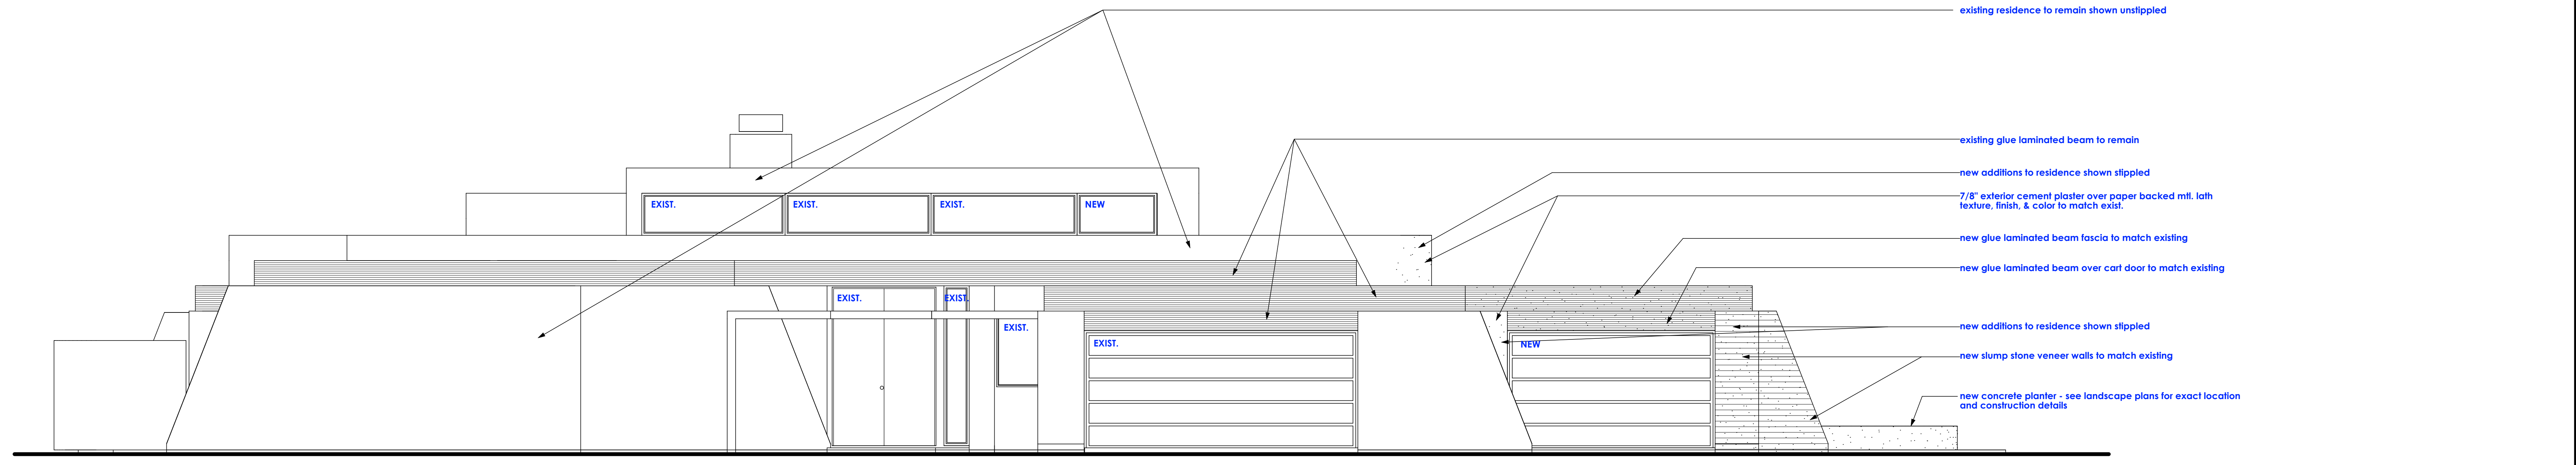 existing residence to remain shown unstippled
existing glue laminated beam to remain
new additions to residence shown stippled
7/8" exterior cement plaster over paper backed mtl. lath
texture, finish, & color to match exist.
EXIST.
EXIST.
EXIST.
NEW
new glue laminated beam fascia to match existing
new glue laminated beam over cart door to match existing
EXIST.
EXIST.
EXIST.
new additions to residence shown stippled
EXIST.
NEW
new slump stone veneer walls to match existing
new concrete planter - see landscape plans for exact location
and construction details